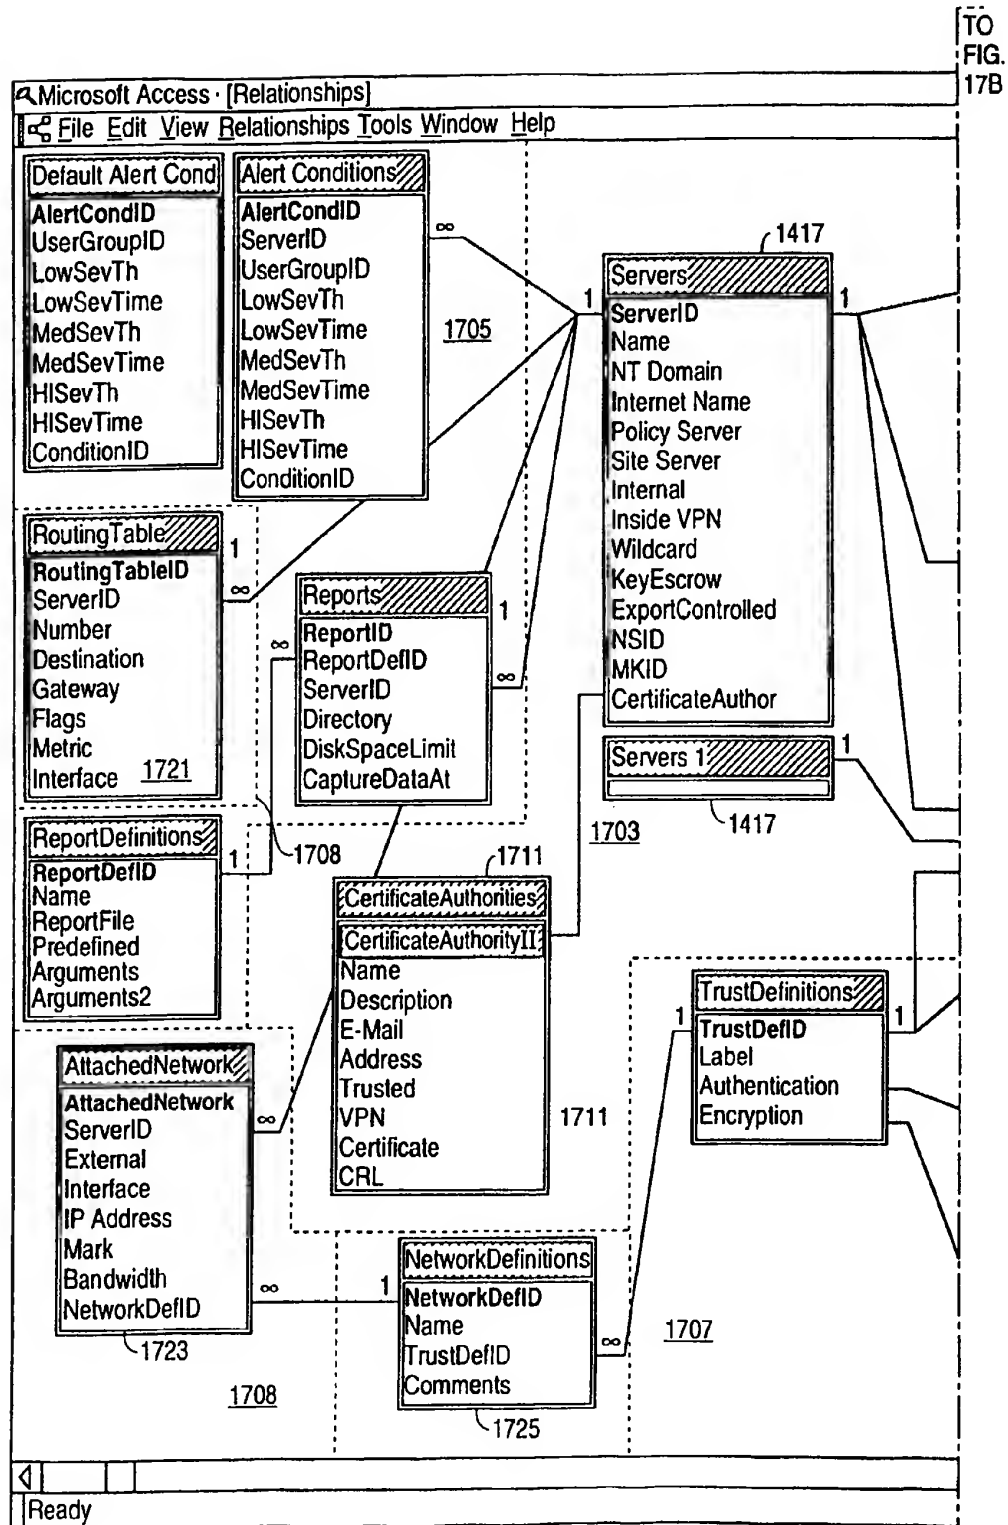 TO
FIG.
17B
Microsoft Access · [Relationships]
File Edit View Relationships Tools Window Help
Default Alert Cond
AlertCondID
UserGroupID
LowSevTh
LowSevTime
MedSevTh
MedSevTime
HISevTh
HISevTime
ConditionID
Alert Conditions
AlertCondID
ServerID
UserGroupID
LowSevTh
LowSevTime
MedSevTh
MedSevTime
HISevTh
HISevTime
ConditionID
∞
1705
1417
Servers
1
1
ServerID
Name
NT Domain
Internet Name
Policy Server
Site Server
Internal
Inside VPN
Wildcard
KeyEscrow
ExportControlled
NSID
MKID
CertificateAuthor
Servers 1
1
1417
RoutingTable
1
RoutingTableID
∞
ServerID
Number
Destination
Gateway
Flags
Metric
Interface
1721
Reports
1
ReportID
∞
ReportDefID
ServerID
∞
Directory
DiskSpaceLimit
CaptureDataAt
1703
1708
ReportDefinitions
1
ReportDefID
Name
ReportFile
Predefined
Arguments
Arguments2
1711
CertificateAuthorities
CertificateAuthorityII
Name
Description
E-Mail
Address
Trusted
VPN
Certificate
CRL
1711
TrustDefinitions
1
1
TrustDefID
Label
Authentication
Encryption
AttachedNetwork
AttachedNetwork
ServerID
∞
External
Interface
IP Address
Mark
Bandwidth
NetworkDefID
∞
1
1723
1708
NetworkDefinitions
NetworkDefID
Name
TrustDefID
∞
Comments
1725
1707
Ready